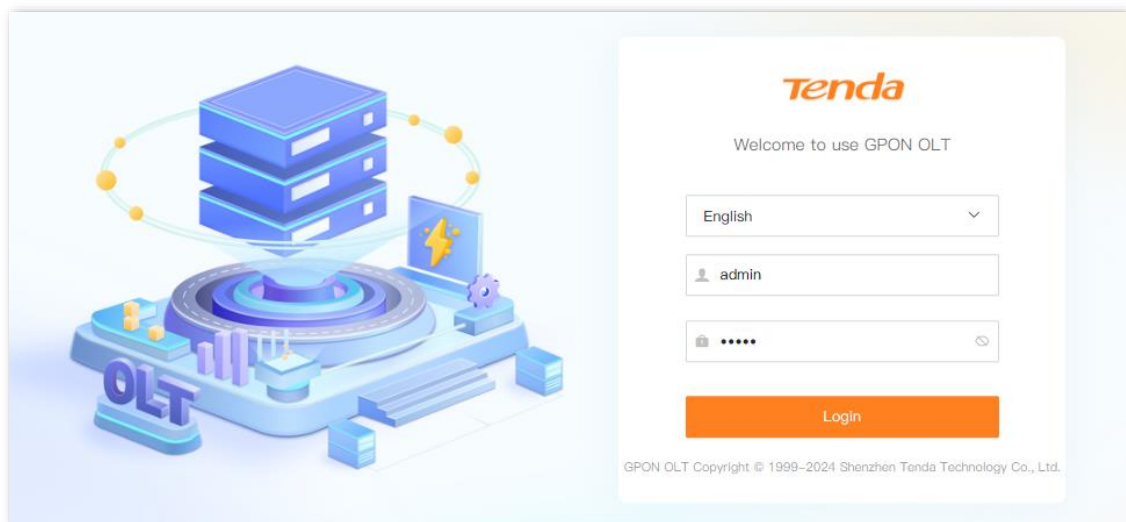 Tenda
Welcome to use GPON OLT
English
admin
•••••
Login
GPON OLT Copyright © 1999-2024 Shenzhen Tenda Technology Co., Ltd.
OLT